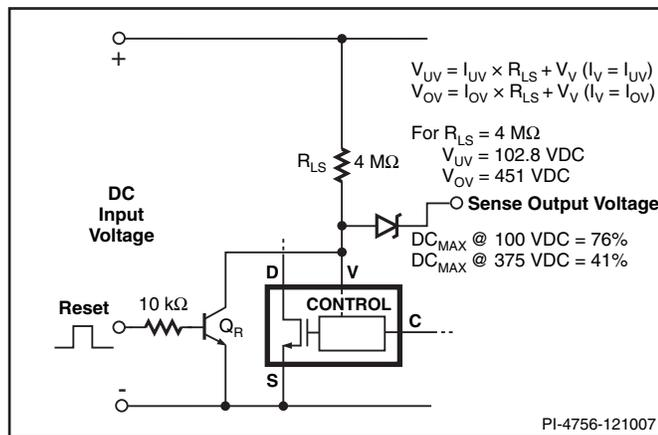 +
V_UV = I_UV × R_LS + V_V (I_V = I_UV)
V_OV = I_OV × R_LS + V_V (I_V = I_OV)
For R_LS = 4 MΩ
V_UV = 102.8 VDC
V_OV = 451 VDC
R_LS 4 MΩ
DC
Input
Voltage
Sense Output Voltage
DC_MAX @ 100 VDC = 76%
DC_MAX @ 375 VDC = 41%
D V
Reset 10 kΩ
Q_R
CONTROL
C
S
-
PI-4756-121007